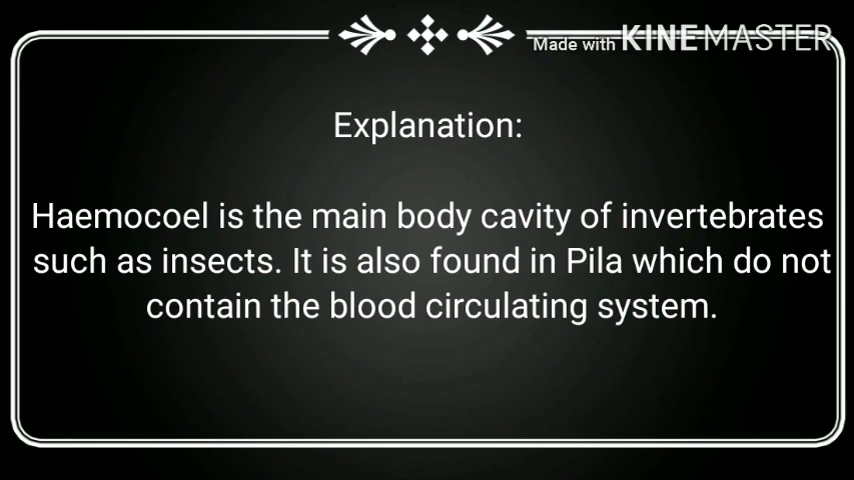 Made with KINEMASTER
Explanation:
Haemocoel is the main body cavity of invertebrates
such as insects. It is also found in Pila which do not
contain the blood circulating system.